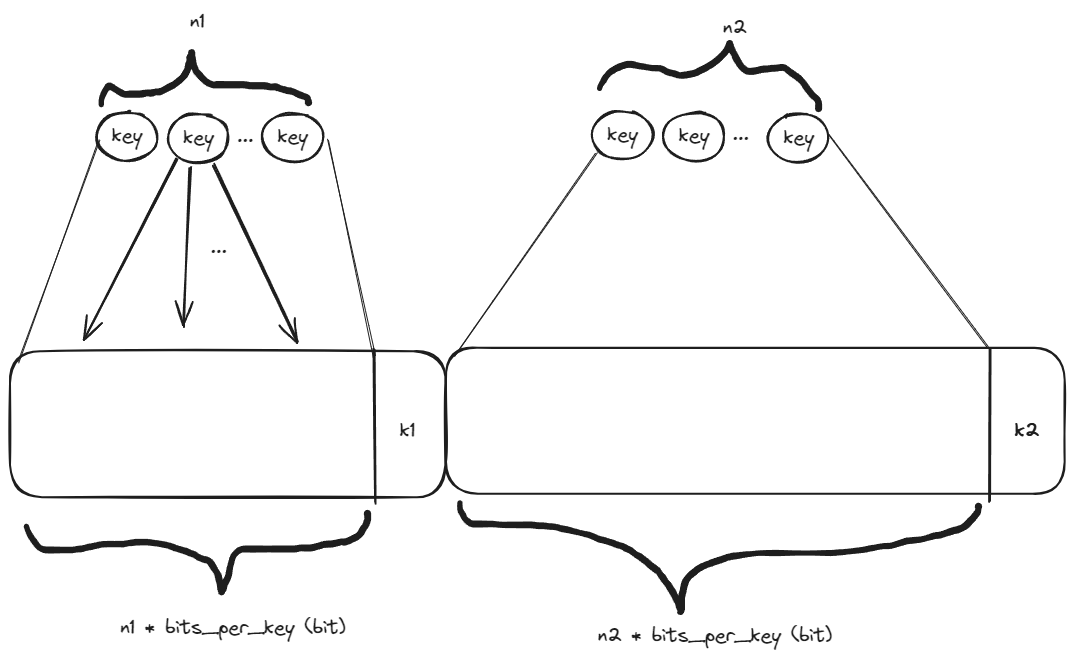 n1
n2
key key ... key
key key ...  key
...
k1
k2
n1 * bits_per_key (bit)
n2 * bits_per_key (bit)